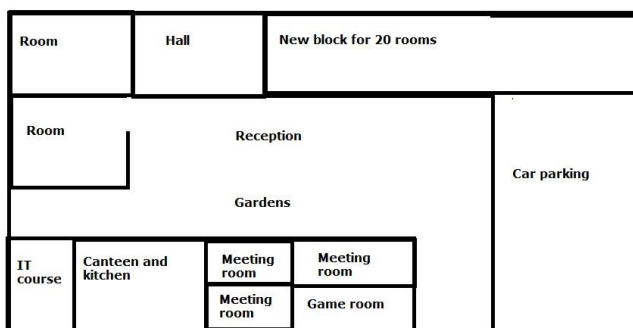 Room
Hall
New block for 20 rooms
Room
Reception
Car parking
Gardens
IT
course
Canteen and
kitchen
Meeting
room
Meeting
room
Meeting
room
Game room